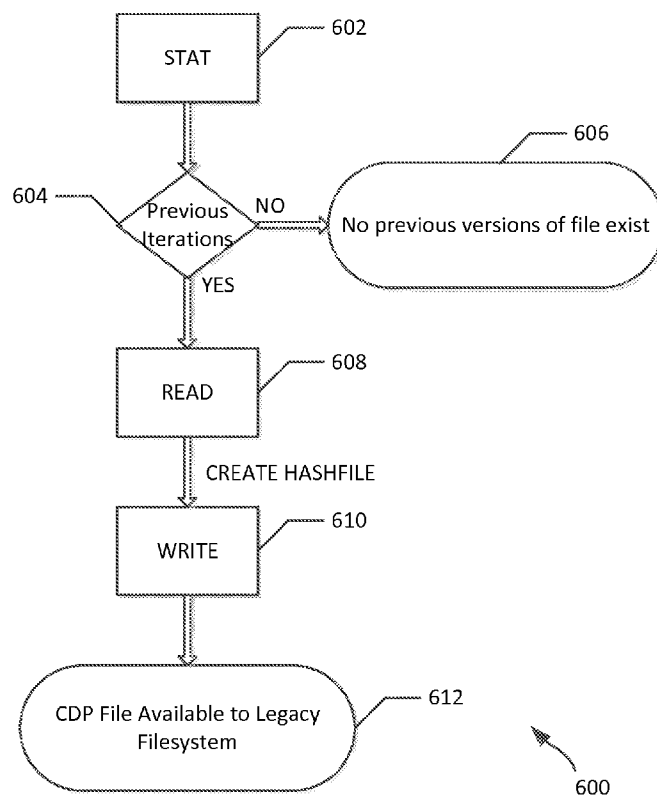 STAT
602
604
Previous
Iterations
NO
YES
606
No previous versions of file exist
READ
608
CREATE HASHFILE
WRITE
610
CDP File Available to Legacy
Filesystem
612
600